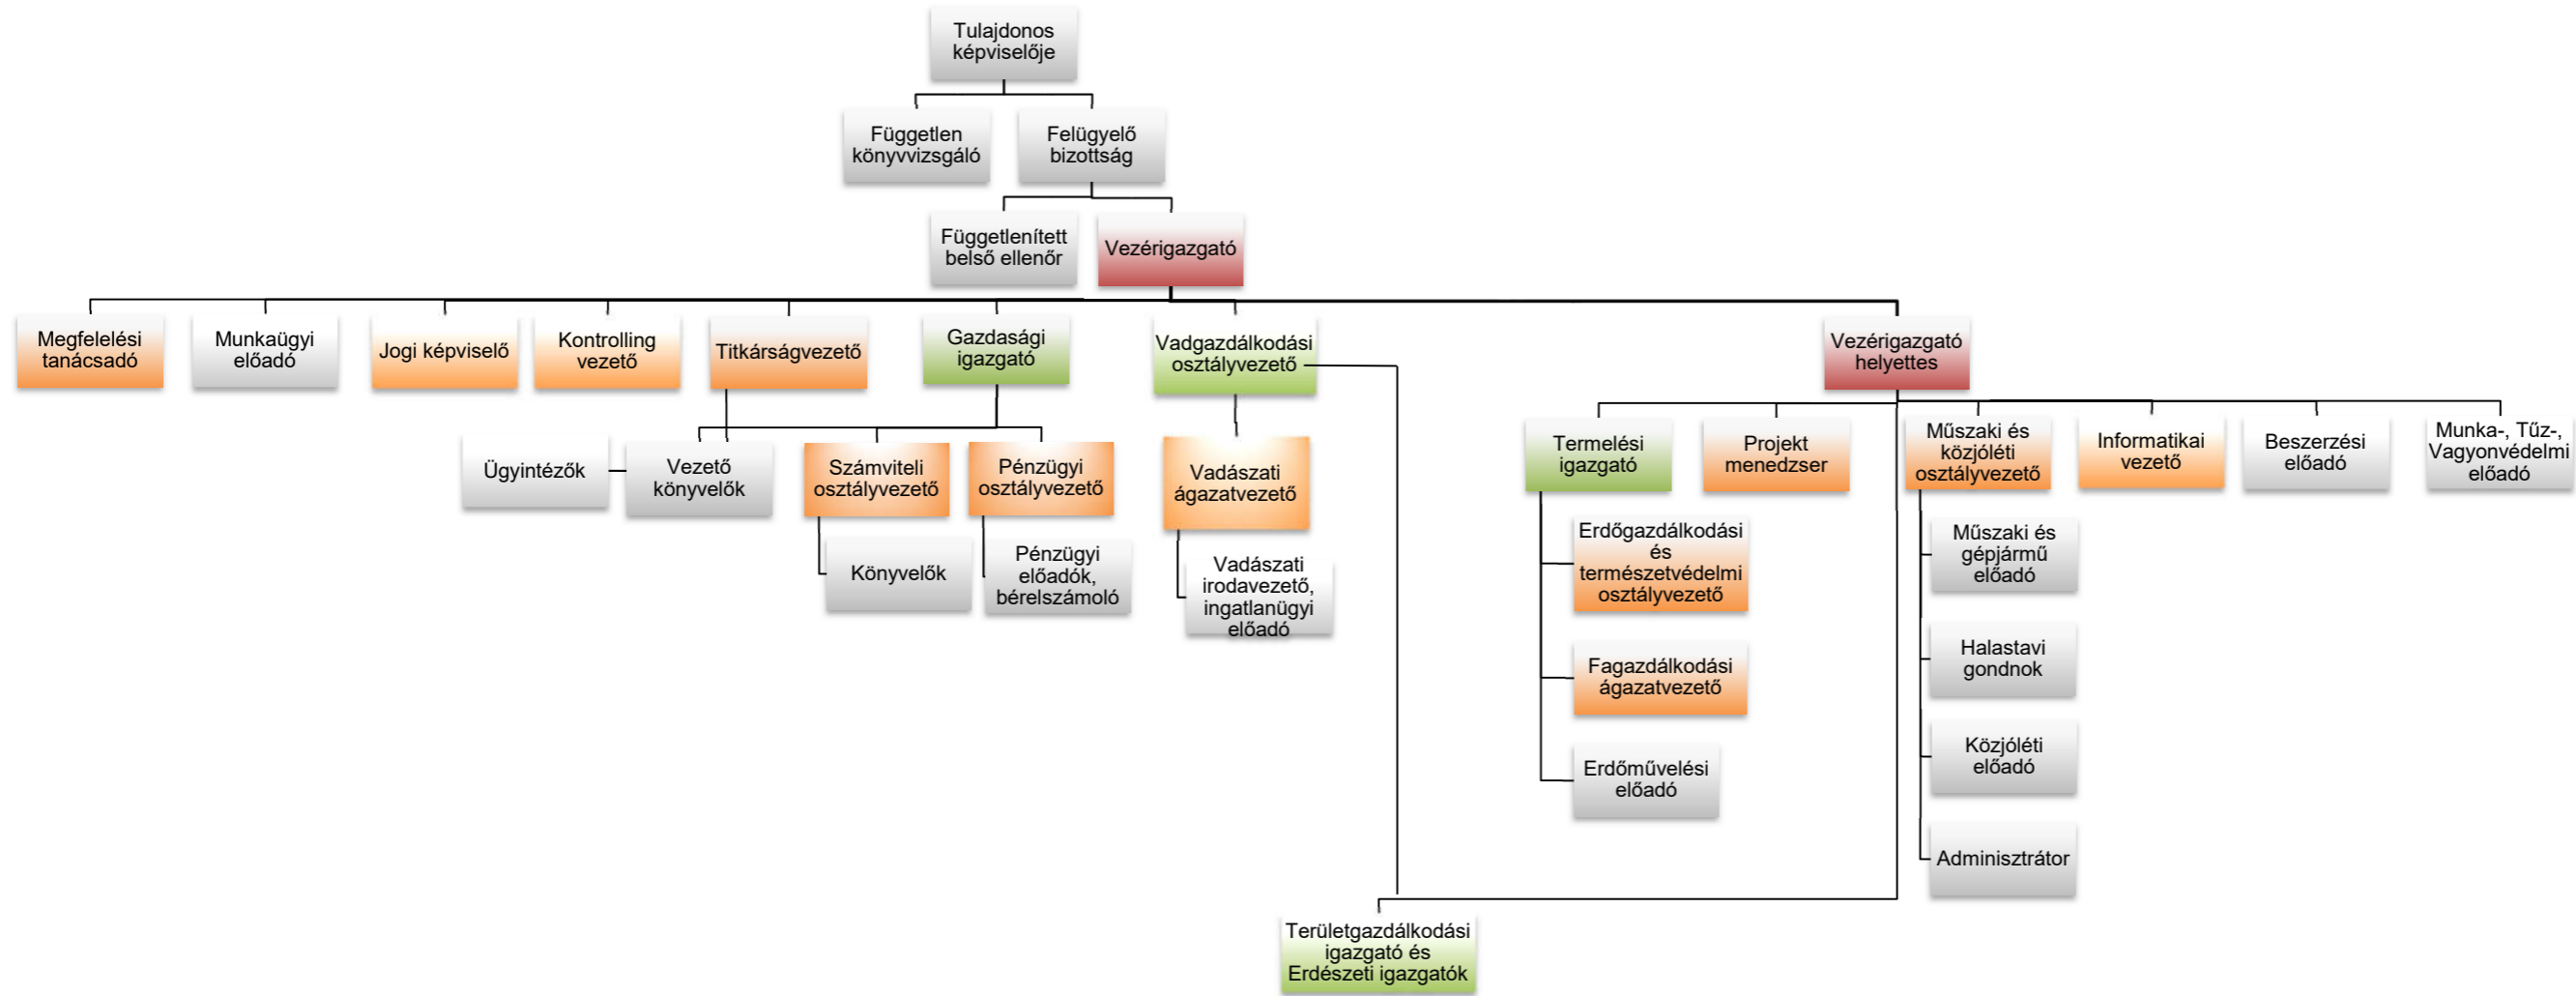 Tulajdonos
képviselője
Független
könyvvizsgáló
Felügyelő
bizottság
Függetlenített
belső ellenőr
Vezérigazgató
Megfelelési
tanácsadó
Munkaügyi
előadó
Jogi képviselő
Kontrolling
vezető
Titkárságvezető
Gazdasági
igazgató
Vadgazdálkodási
osztályvezető
Vezérigazgató
helyettes
Ügyintézők
Vezető
könyvelők
Számviteli
osztályvezető
Pénzügyi
osztályvezető
Vadászati
ágazatvezető
Termelési
igazgató
Projekt
menedzser
Műszaki és
közjóléti
osztályvezető
Informatikai
vezető
Beszerzési
előadó
Munka-, Tűz-,
Vagyonvédelmi
előadó
Könyvelők
Pénzügyi
előadók,
bérelszámoló
Vadászati
irodavezető,
ingatlanügyi
előadó
Erdőgazdálkodási
és
természetvédelmi
osztályvezető
Műszaki és
gépjármű
előadó
Fagazdálkodási
ágazatvezető
Halastavi
gondnok
Erdőművelési
előadó
Közjóléti
előadó
Adminisztrátor
Területgazdálkodási
igazgató és
Erdészeti igazgatók